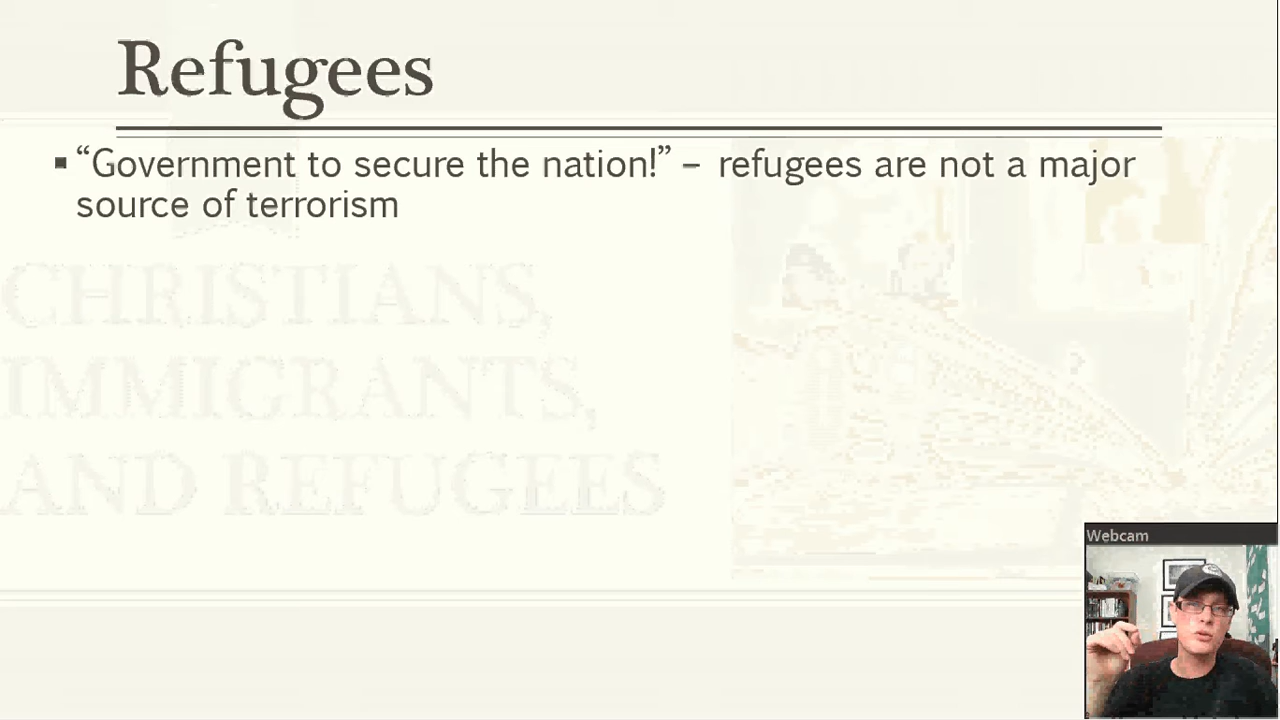 Refugees
▪ “Government to secure the nation!” – refugees are not a major
source of terrorism
CHRISTIANS,
IMMIGRANTS,
AND REFUGEES
Webcam